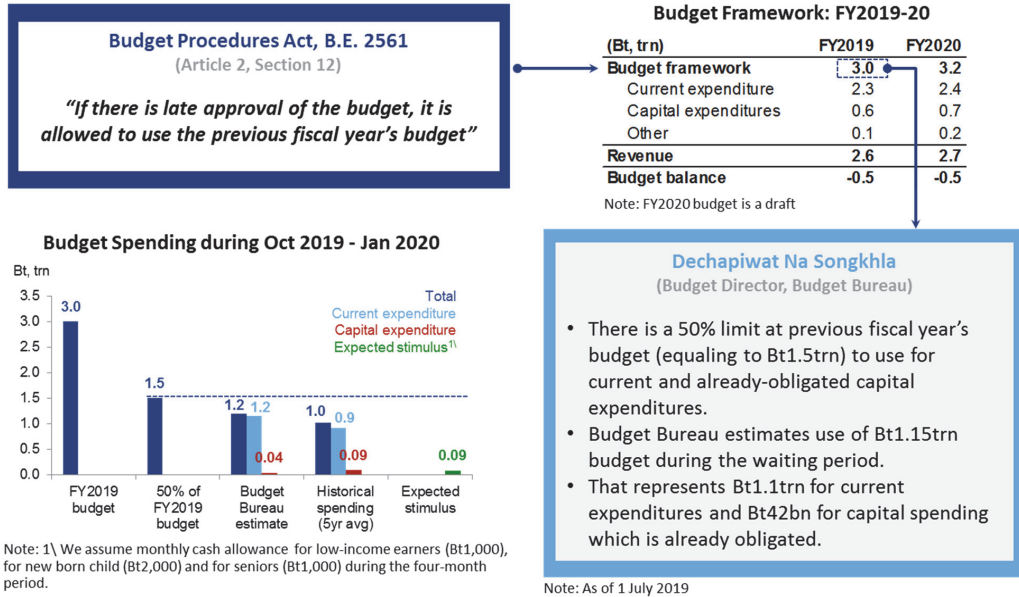 Budget Procedures Act, B.E. 2561
(Article 2, Section 12)
“If there is late approval of the budget, it is
allowed to use the previous fiscal year’s budget”
Budget Framework: FY2019-20
(Bt, trn) FY2019 FY2020
Budget framework 3.0 3.2
Current expenditure 2.3 2.4
Capital expenditures 0.6 0.7
Other 0.1 0.2
Revenue 2.6 2.7
Budget balance -0.5 -0.5
Note: FY2020 budget is a draft
Budget Spending during Oct 2019 - Jan 2020
Bt, trn
3.5
3.0
2.5
2.0
1.5
1.0
0.5
0.0
Total
Current expenditure
Capital expenditure
Expected stimulus1\
3.0
1.5
1.2 1.2
0.04
1.0 0.9
0.09
0.09
FY2019
budget
50% of
FY2019
budget
Budget
Bureau
estimate
Historical
spending
(5yr avg)
Expected
stimulus
Note: 1\ We assume monthly cash allowance for low-income earners (Bt1,000),
for new born child (Bt2,000) and for seniors (Bt1,000) during the four-month
period.
Dechapiwat Na Songkhla
(Budget Director, Budget Bureau)
• There is a 50% limit at previous fiscal year’s
budget (equaling to Bt1.5trn) to use for
current and already-obligated capital
expenditures.
• Budget Bureau estimates use of Bt1.15trn
budget during the waiting period.
• That represents Bt1.1trn for current
expenditures and Bt42bn for capital spending
which is already obligated.
Note: As of 1 July 2019